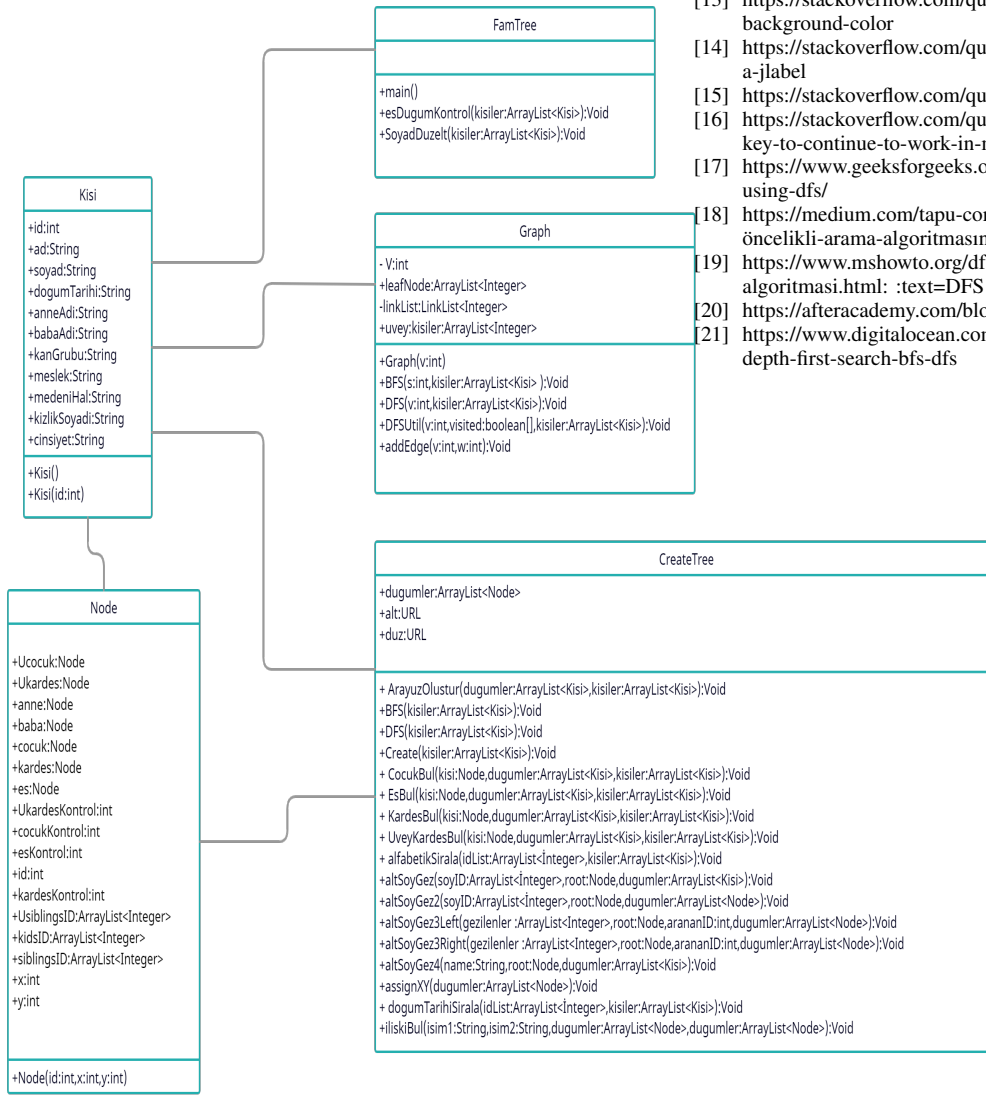 FamTree
+main()
+esDugumKontrol(kisiler:ArrayList<Kisi>):Void
+SoyadDuzelt(kisiler:ArrayList<Kisi>):Void
Kisi
+id:int
+ad:String
+soyad:String
+dogumTarihi:String
+anneAdi:String
+babaAdi:String
+kanGrubu:String
+meslek:String
+medeniHal:String
+kizlikSoyadi:String
+cinsiyet:String
+Kisi()
+Kisi(id:int)
Graph
- V:int
+leafNode:ArrayList<Integer>
-linkList:LinkList<Integer>
+uvey:kisiler:ArrayList<Integer>
+Graph(v:int)
+BFS(s:int,kisiler:ArrayList<Kisi> ):Void
+DFS(v:int,kisiler:ArrayList<Kisi>):Void
+DFSUtil(v:int,visited:boolean[],kisiler:ArrayList<Kisi>):Void
+addEdge(v:int,w:int):Void
Node
+Ucocuk:Node
+Ukardes:Node
+anne:Node
+baba:Node
+cocuk:Node
+kardes:Node
+es:Node
+UkardesKontrol:int
+cocukKontrol:int
+esKontrol:int
+id:int
+kardesKontrol:int
+UsiblingsID:ArrayList<Integer>
+kidsID:ArrayList<Integer>
+siblingsID:ArrayList<Integer>
+x:int
+y:int
+Node(id:int,x:int,y:int)
CreateTree
+dugumler:ArrayList<Node>
+alt:URL
+duz:URL
+ ArayuzOlustur(dugumler:ArrayList<Kisi>,kisiler:ArrayList<Kisi>):Void
+BFS(kisiler:ArrayList<Kisi>):Void
+DFS(kisiler:ArrayList<Kisi>):Void
+Create(kisiler:ArrayList<Kisi>):Void
+ CocukBul(kisi:Node,dugumler:ArrayList<Kisi>,kisiler:ArrayList<Kisi>):Void
+ EsBul(kisi:Node,dugumler:ArrayList<Kisi>,kisiler:ArrayList<Kisi>):Void
+ KardesBul(kisi:Node,dugumler:ArrayList<Kisi>,kisiler:ArrayList<Kisi>):Void
+ UveyKardesBul(kisi:Node,dugumler:ArrayList<Kisi>,kisiler:ArrayList<Kisi>):Void
+ alfabetikSirala(idList:ArrayList<İnteger>,kisiler:ArrayList<Kisi>):Void
+altSoyGez(soyID:ArrayList<İnteger>,root:Node,dugumler:ArrayList<Kisi>):Void
+altSoyGez2(soyID:ArrayList<İnteger>,root:Node,dugumler:ArrayList<Node>):Void
+altSoyGez3Left(gezilenler :ArrayList<Integer>,root:Node,arananID:int,dugumler:ArrayList<Node>):Void
+altSoyGez3Right(gezilenler :ArrayList<Integer>,root:Node,arananID:int,dugumler:ArrayList<Node>):Void
+altSoyGez4(name:String,root:Node,dugumler:ArrayList<Kisi>):Void
+assignXY(dugumler:ArrayList<Node>):Void
+ dogumTarihiSirala(idList:ArrayList<İnteger>,kisiler:ArrayList<Kisi>):Void
+iliskiBul(isim1:String,isim2:String,dugumler:ArrayList<Node>,dugumler:ArrayList<Node>):Void
[13] https://stackoverflow.com/qu
background-color
[14] https://stackoverflow.com/qu
a-jlabel
[15] https://stackoverflow.com/qu
[16] https://stackoverflow.com/qu
key-to-continue-to-work-in-
[17] https://www.geeksforgeeks.o
using-dfs/
[18] https://medium.com/tapu-co
öncelikli-arama-algoritmasın
[19] https://www.mshowto.org/df
algoritmasi.html: :text=DFS
[20] https://afteracademy.com/blo
[21] https://www.digitalocean.co
depth-first-search-bfs-dfs